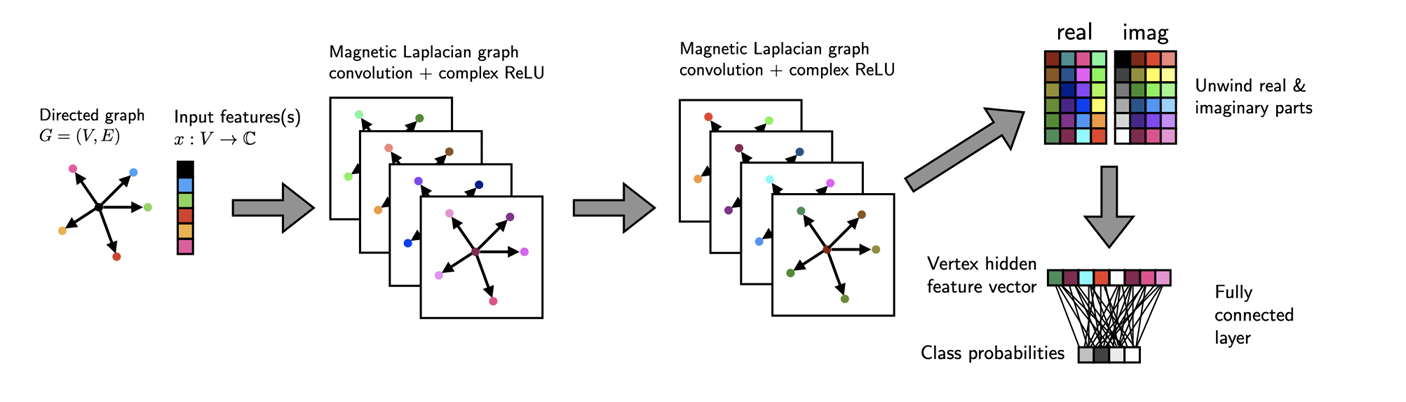 Directed graph
G = (V, E)
Input features(s)
x : V → ℂ
Magnetic Laplacian graph
convolution + complex ReLU
Magnetic Laplacian graph
convolution + complex ReLU
real imag
Unwind real &
imaginary parts
Vertex hidden
feature vector
Fully
connected
layer
Class probabilities